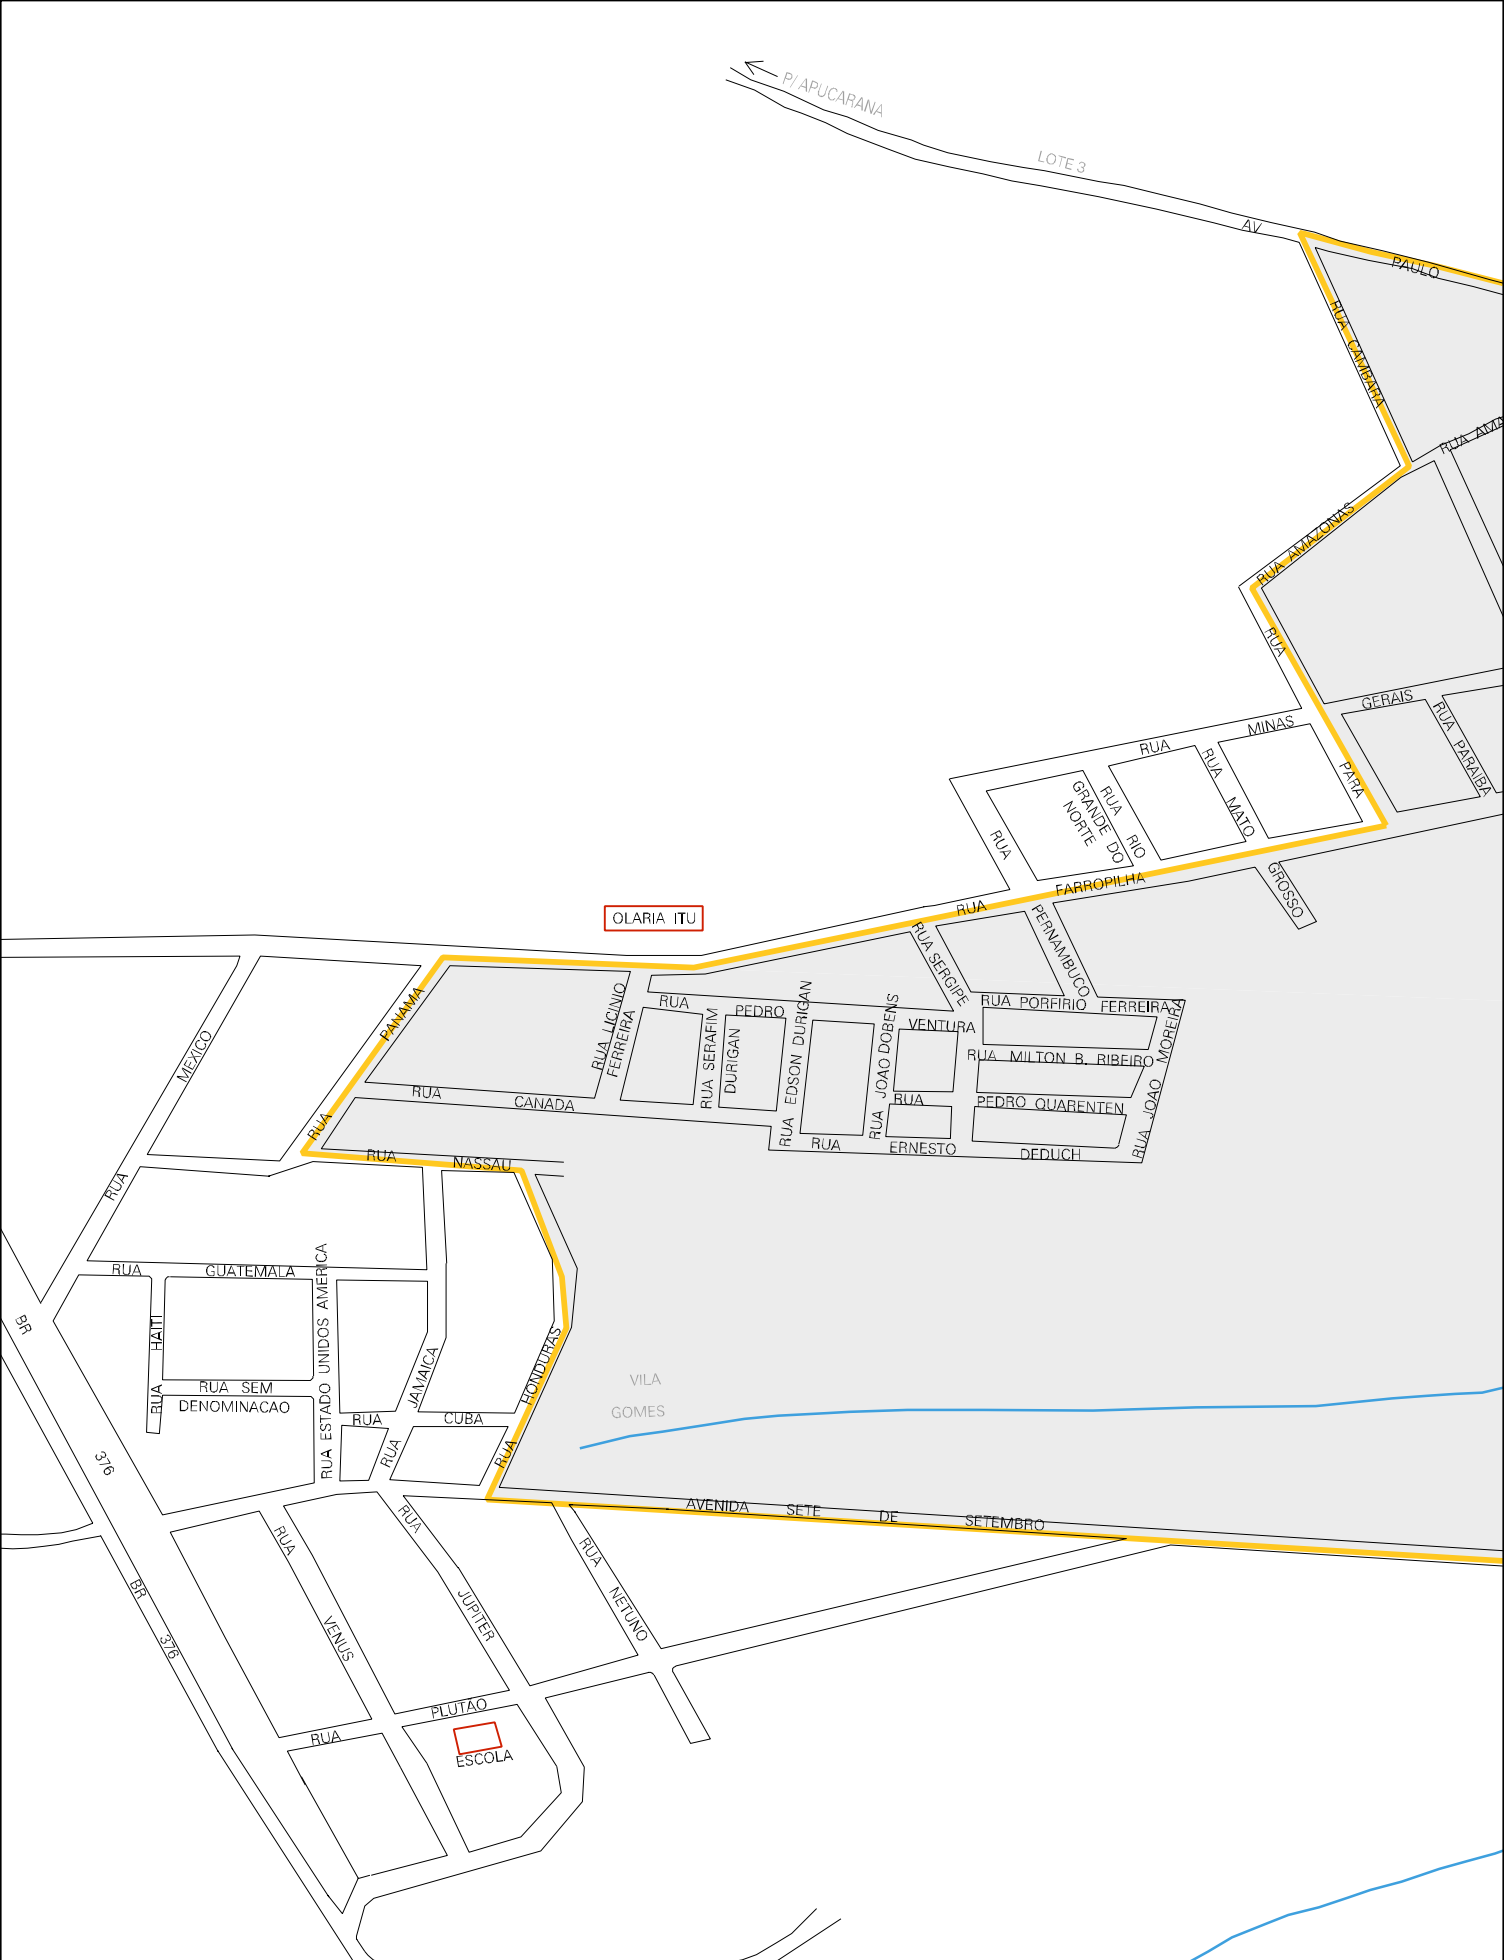 P/ APUCARANA
LOTE 3
AV
PAULO
RUA CAMBARA
RUA AMA
RUA AMAZONAS
RUA
PARA
GERAIS
RUA PARAIBA
MINAS
RUA
RUA
MATO
GROSSO
RUA
RIO
GRANDE DO
NORTE
RUA
PERNAMBUCO
FARROPILHA
RUA
OLARIA ITU
RUA SERGIPE
RUA PORFIRIO FERREIRA
PANAMA
RUA
RUA LICINIO
FERREIRA
RUA
PEDRO
VENTURA
RUA SERAFIM
DURIGAN
RUA EDSON DURIGAN
RUA JOAO DOBENS
RUA MILTON B. RIBEIRO
RUA JOAO MOREIRA
MEXICO
RUA
RUA
CANADA
RUA
PEDRO QUARENTEN
RUA
ERNESTO
DEDUCH
RUA
NASSAU
RUA
GUATEMALA
RUA ESTADO UNIDOS AMERICA
BR
376
RUA HAITI
RUA SEM
DENOMINACAO
JAMAICA
RUA
HONDURAS
RUA
RUA
CUBA
VILA
GOMES
AVENIDA SETE DE SETEMBRO
RUA
VENUS
RUA
JUPITER
RUA
NETUNO
BR
376
RUA
PLUTÃO
ESCOLA